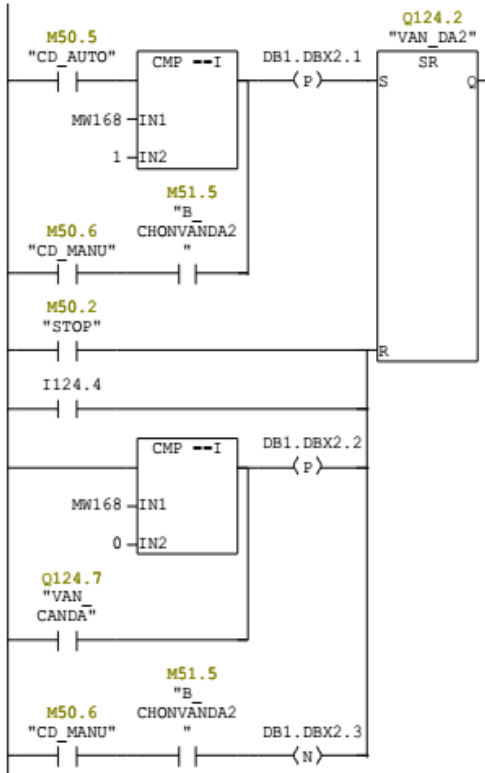 Q124.2
M50.5
"VAN_DA2"
"CD_AUTO"
CMP ==I
DB1.DBX2.1
SR
(P)
S
Q
MW168
IN1
1
IN2
M51.5
"B_
M50.6
CHONVANDA2
"CD_MANU"
"
M50.2
"STOP"
R
I124.4
CMP ==I
DB1.DBX2.2
(P)
MW168
IN1
0
IN2
Q124.7
"VAN_
CANDA"
M51.5
"B_
M50.6
CHONVANDA2
"CD_MANU"
"
DB1.DBX2.3
(N)